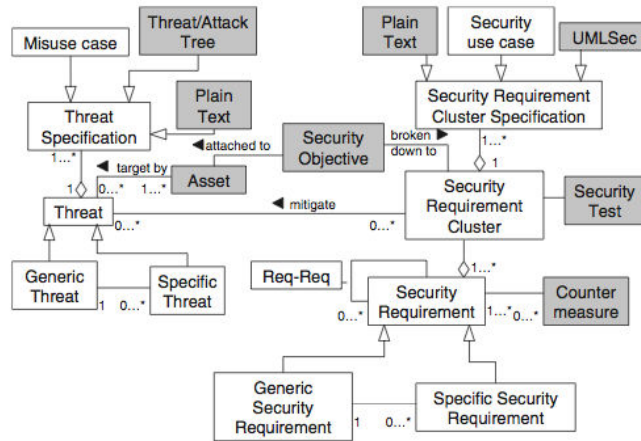 Misuse case
Threat/Attack
Tree
Plain
Text
Security
use case
UMLSec
Threat
Specification
Plain
Text
Security Requirement
Cluster Specification
◄attached to
Security
Objective
broken ►
down to
1...*
1...*
◄ target by
Asset
1
0...*
1...*
1
Threat
◄ mitigate
0...*
0...*
Security
Requirement
Cluster
Security
Test
Generic
Threat
Specific
Threat
1
0...*
Req-Req
1...*
Security
Requirement
0...*
1...*
0...*
Counter
measure
Generic
Security
Requirement
Specific Security
Requirement
1
0...*